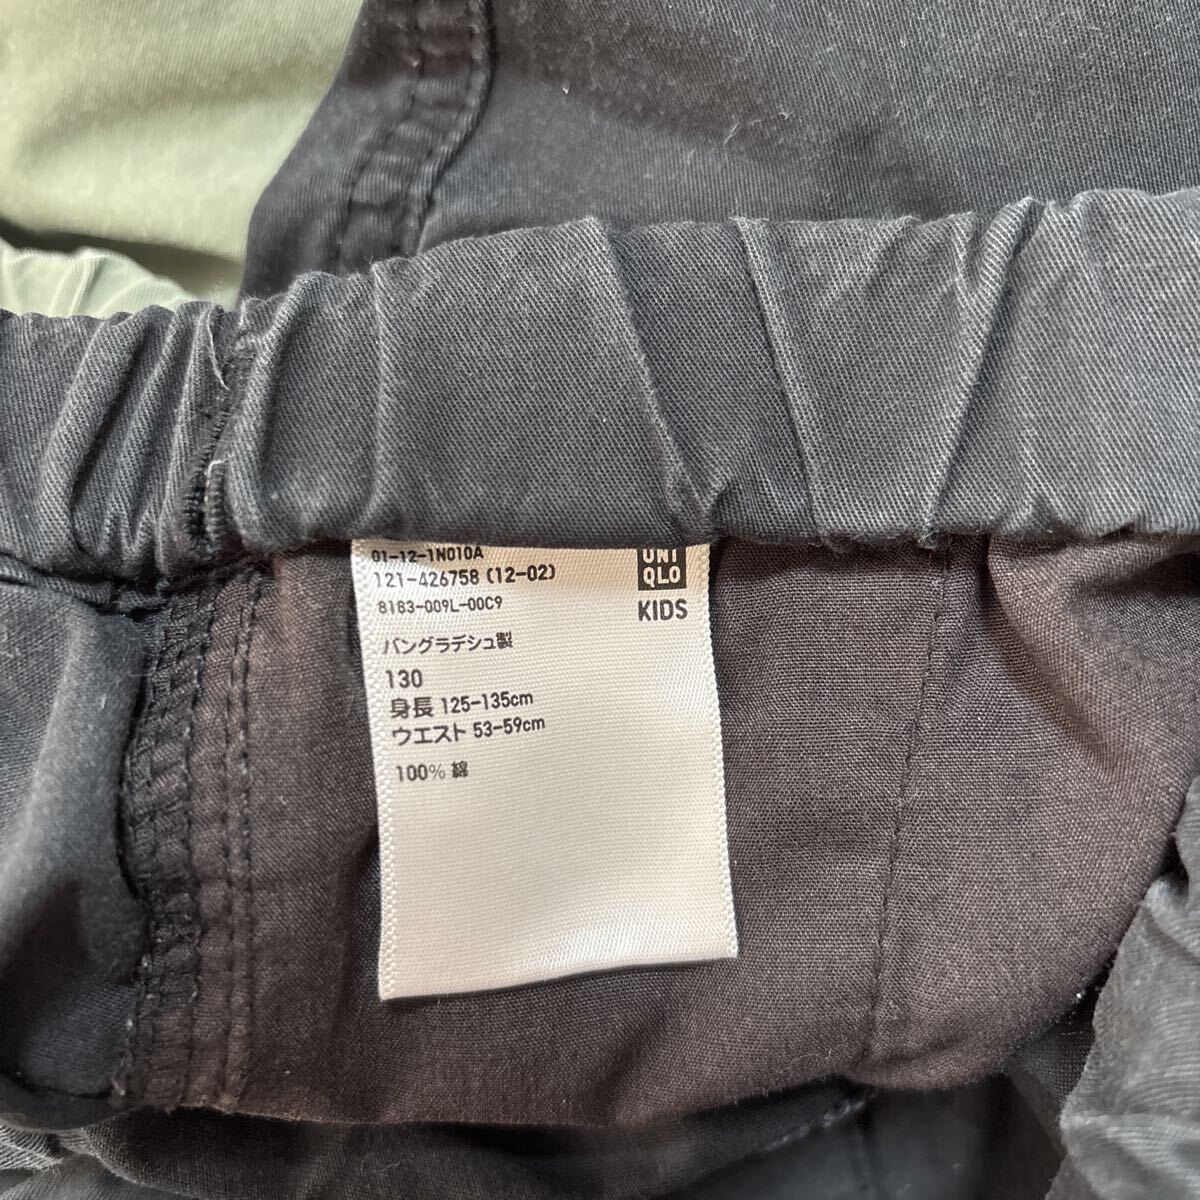 01-12-1N010A
121-426758 (12-02)
8183-009L-00C9
バングラデシュ製
130
身長 125-135cm
ウエスト 53-59cm
100% 綿
UNI
QLO
KIDS